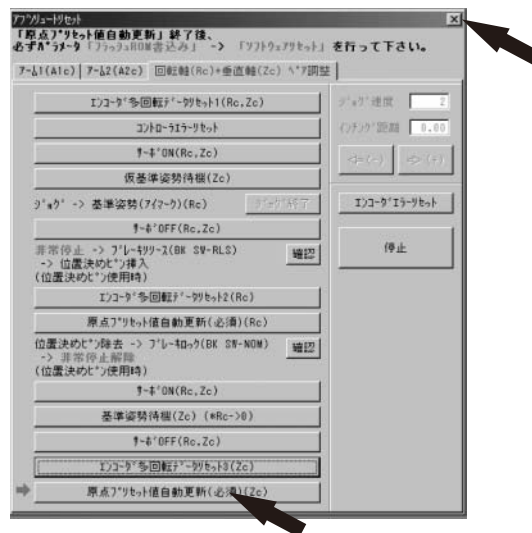 アブソリュートリセット
「原点プリセット値自動更新」終了後、
必ずパラメータ「フラッシュROM書込み」 -> 「ソフトウェアリセット」 を行って下さい。
アーム1(A1c)
アーム2(A2c)
回転軸(Rc)+垂直軸(Zc) ペア調整
エンコーダ多回転データリセット1(Rc,Zc)
コントローラエラーリセット
サーボON(Rc,Zc)
仮基準姿勢待機(Zc)
ジョグ -> 基準姿勢(アイマーク)(Rc)
ジョグ終了
サーボOFF(Rc,Zc)
非常停止 -> ブレーキリリース(BK SW-RLS)
-> 位置決めピン挿入
(位置決めピン使用時)
確認
エンコーダ多回転データリセット2(Rc)
原点プリセット値自動更新(必須)(Rc)
位置決めピン除去 -> ブレーキロック(BK SW-NOM)
-> 非常停止解除
(位置決めピン使用時)
確認
サーボON(Rc,Zc)
基準姿勢待機(Zc) (*Rc->0)
サーボOFF(Rc,Zc)
エンコーダ多回転データリセット3(Zc)
原点プリセット値自動更新(必須)(Zc)
ジョグ速度 2
インチング距離 0.00
<=(-)
=>(+)
エンコーダエラーリセット
停止